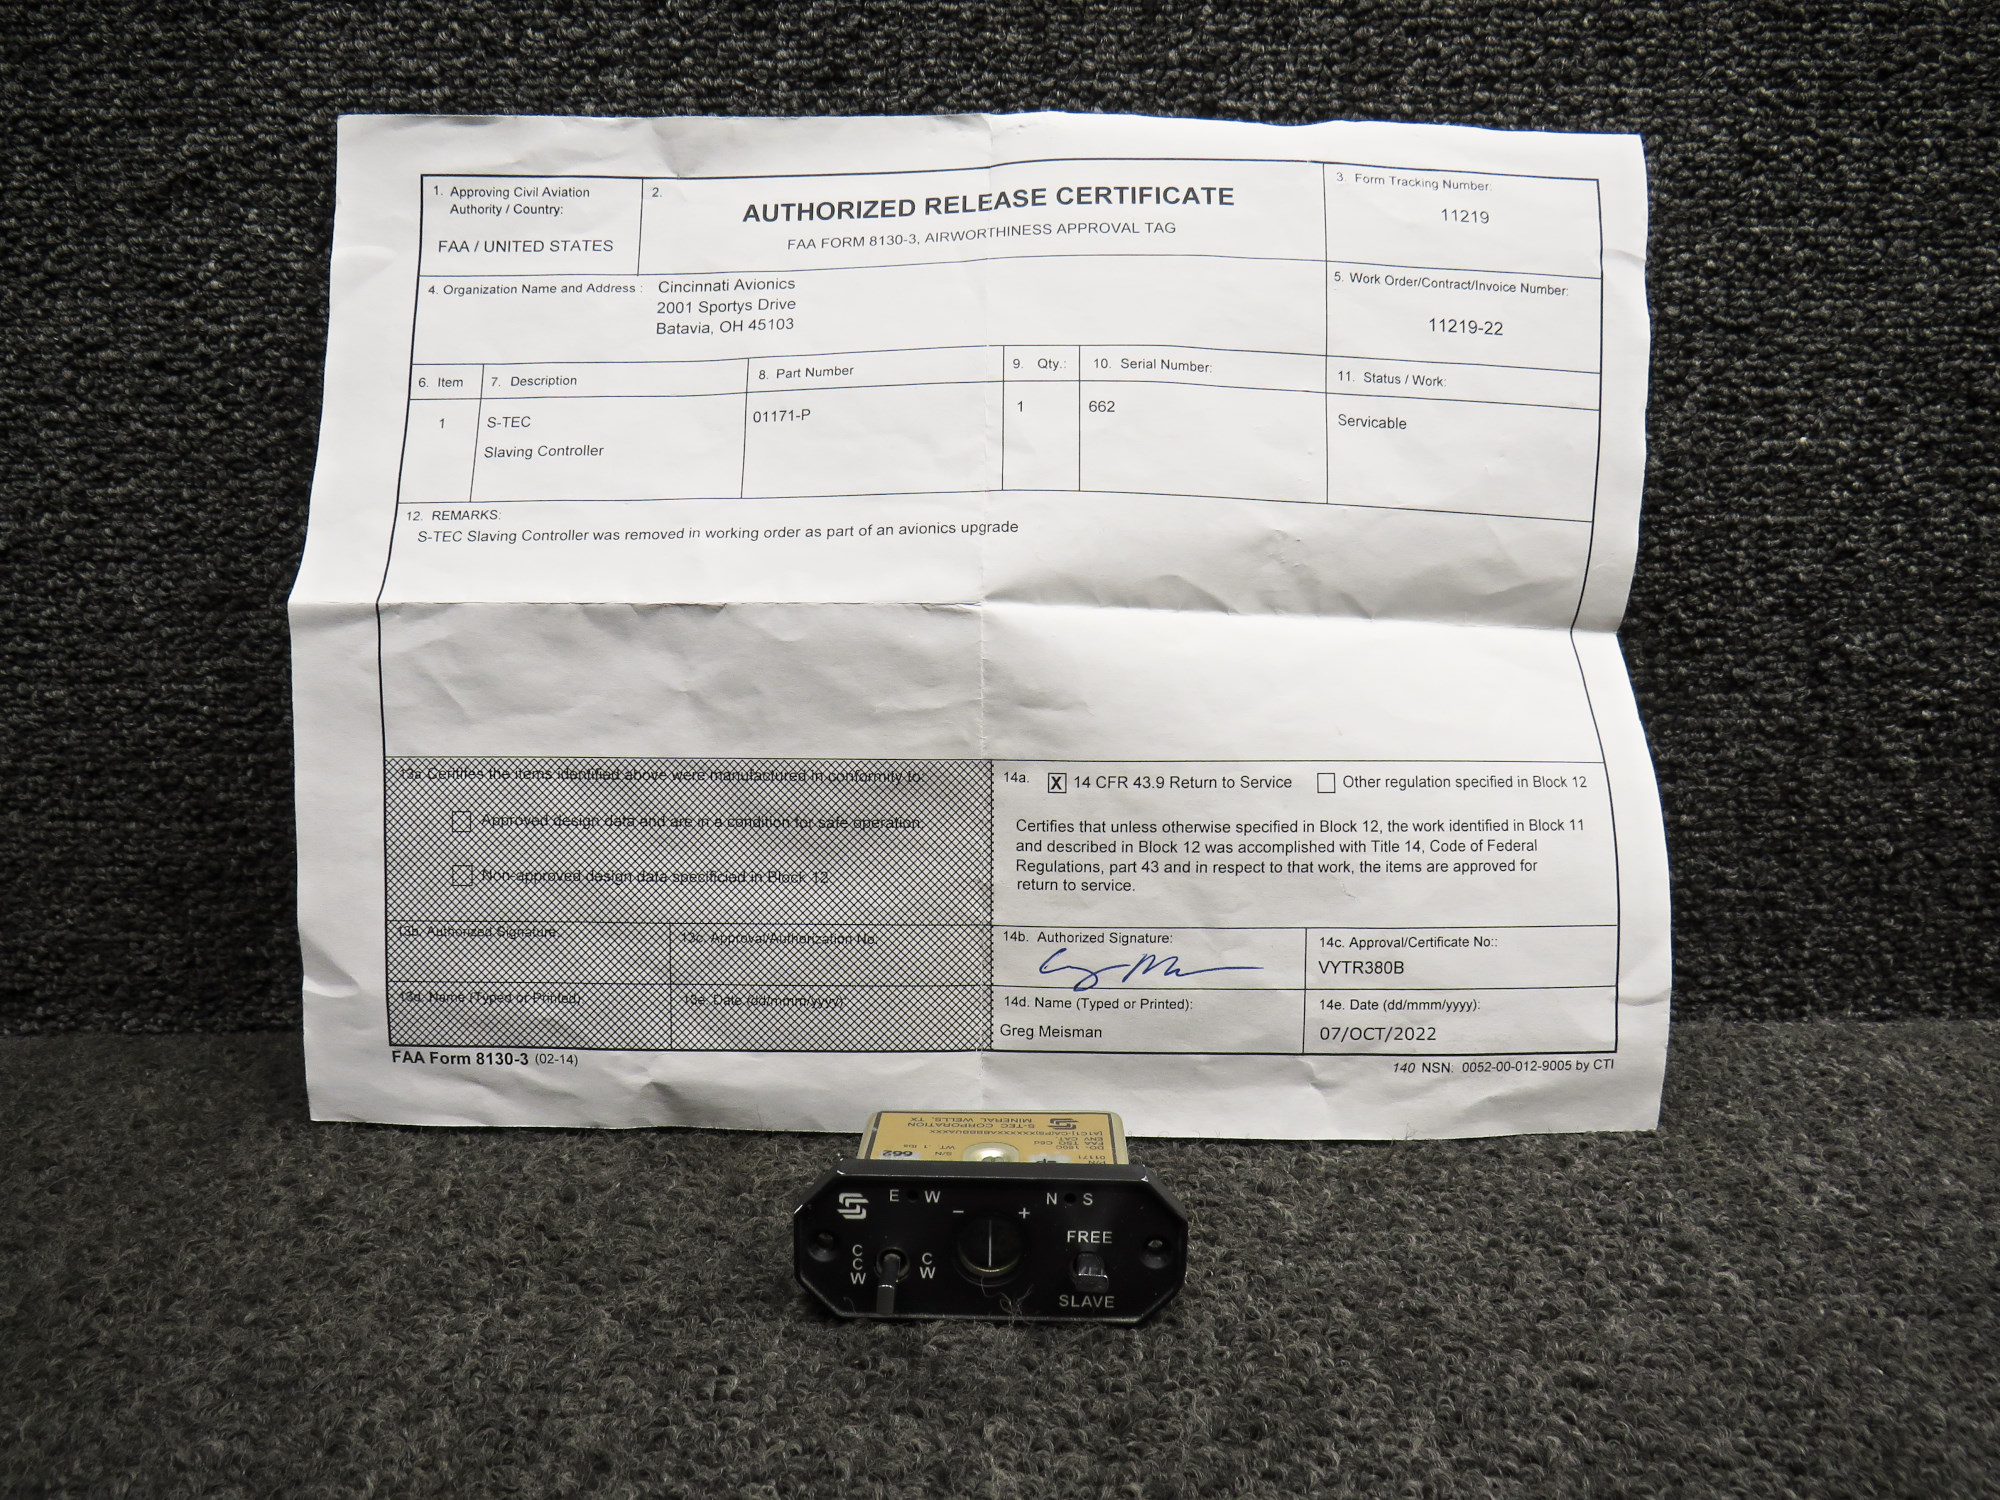 1. Approving Civil Aviation
Authority / Country:
FAA / UNITED STATES
2.
AUTHORIZED RELEASE CERTIFICATE
FAA FORM 8130-3, AIRWORTHINESS APPROVAL TAG
3. Form Tracking Number:
11219
4. Organization Name and Address :
Cincinnati Avionics
2001 Sportys Drive
Batavia, OH 45103
5. Work Order/Contract/Invoice Number:
11219-22
6. Item
7. Description
8. Part Number
9. Qty.:
10. Serial Number:
11. Status / Work:
1
S-TEC
Slaving Controller
01171-P
1
662
Servicable
12. REMARKS:
S-TEC Slaving Controller was removed in working order as part of an avionics upgrade
13a Certifies the items identified above were manufactured in conformity to:
Approved design data and are in a condition for safe operation.
Non-approved design data specificied in Block 12.
13b. Authorized Signature:
13c. Approval/Authorization No.:
13d. Name (Typed or Printed):
13e. Date (dd/mmm/yyyy):
14a. X 14 CFR 43.9 Return to Service Other regulation specified in Block 12
Certifies that unless otherwise specified in Block 12, the work identified in Block 11
and described in Block 12 was accomplished with Title 14, Code of Federal
Regulations, part 43 and in respect to that work, the items are approved for
return to service.
14b. Authorized Signature:
14c. Approval/Certificate No::
VYTR380B
14d. Name (Typed or Printed):
Greg Meisman
14e. Date (dd/mmm/yyyy):
07/OCT/2022
FAA Form 8130-3 (02-14)
140 NSN: 0052-00-012-9005 by CTI
S-TEC CORPORATION
MINERAL WELLS, TX
FAA TSO C6d
ENV CAT
P/N
01171
S/N
662
WT 1 lbs
E W
N S
- +
CCW
CW
FREE
SLAVE